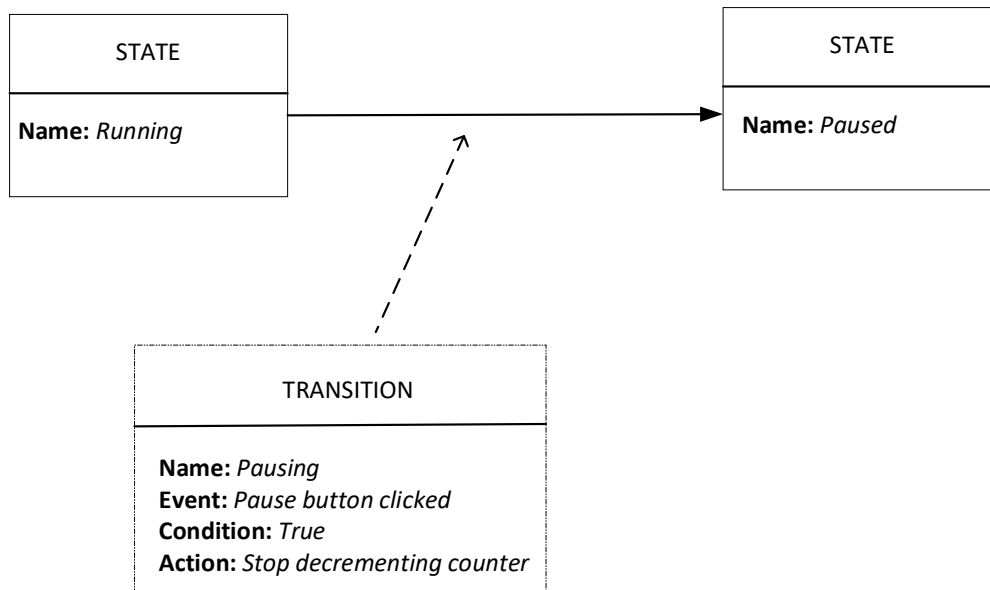 STATE
Name: Running
STATE
Name: Paused
TRANSITION
Name: Pausing
Event: Pause button clicked
Condition: True
Action: Stop decrementing counter